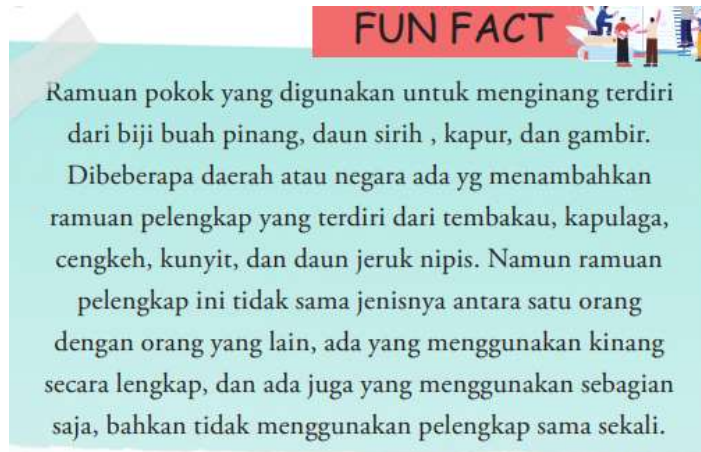 FUN FACT
Ramuan pokok yang digunakan untuk menginang terdiri
dari biji buah pinang, daun sirih , kapur, dan gambir.
Dibeberapa daerah atau negara ada yg menambahkan
ramuan pelengkap yang terdiri dari tembakau, kapulaga,
cengkeh, kunyit, dan daun jeruk nipis. Namun ramuan
pelengkap ini tidak sama jenisnya antara satu orang
dengan orang yang lain, ada yang menggunakan kinang
secara lengkap, dan ada juga yang menggunakan sebagian
saja, bahkan tidak menggunakan pelengkap sama sekali.